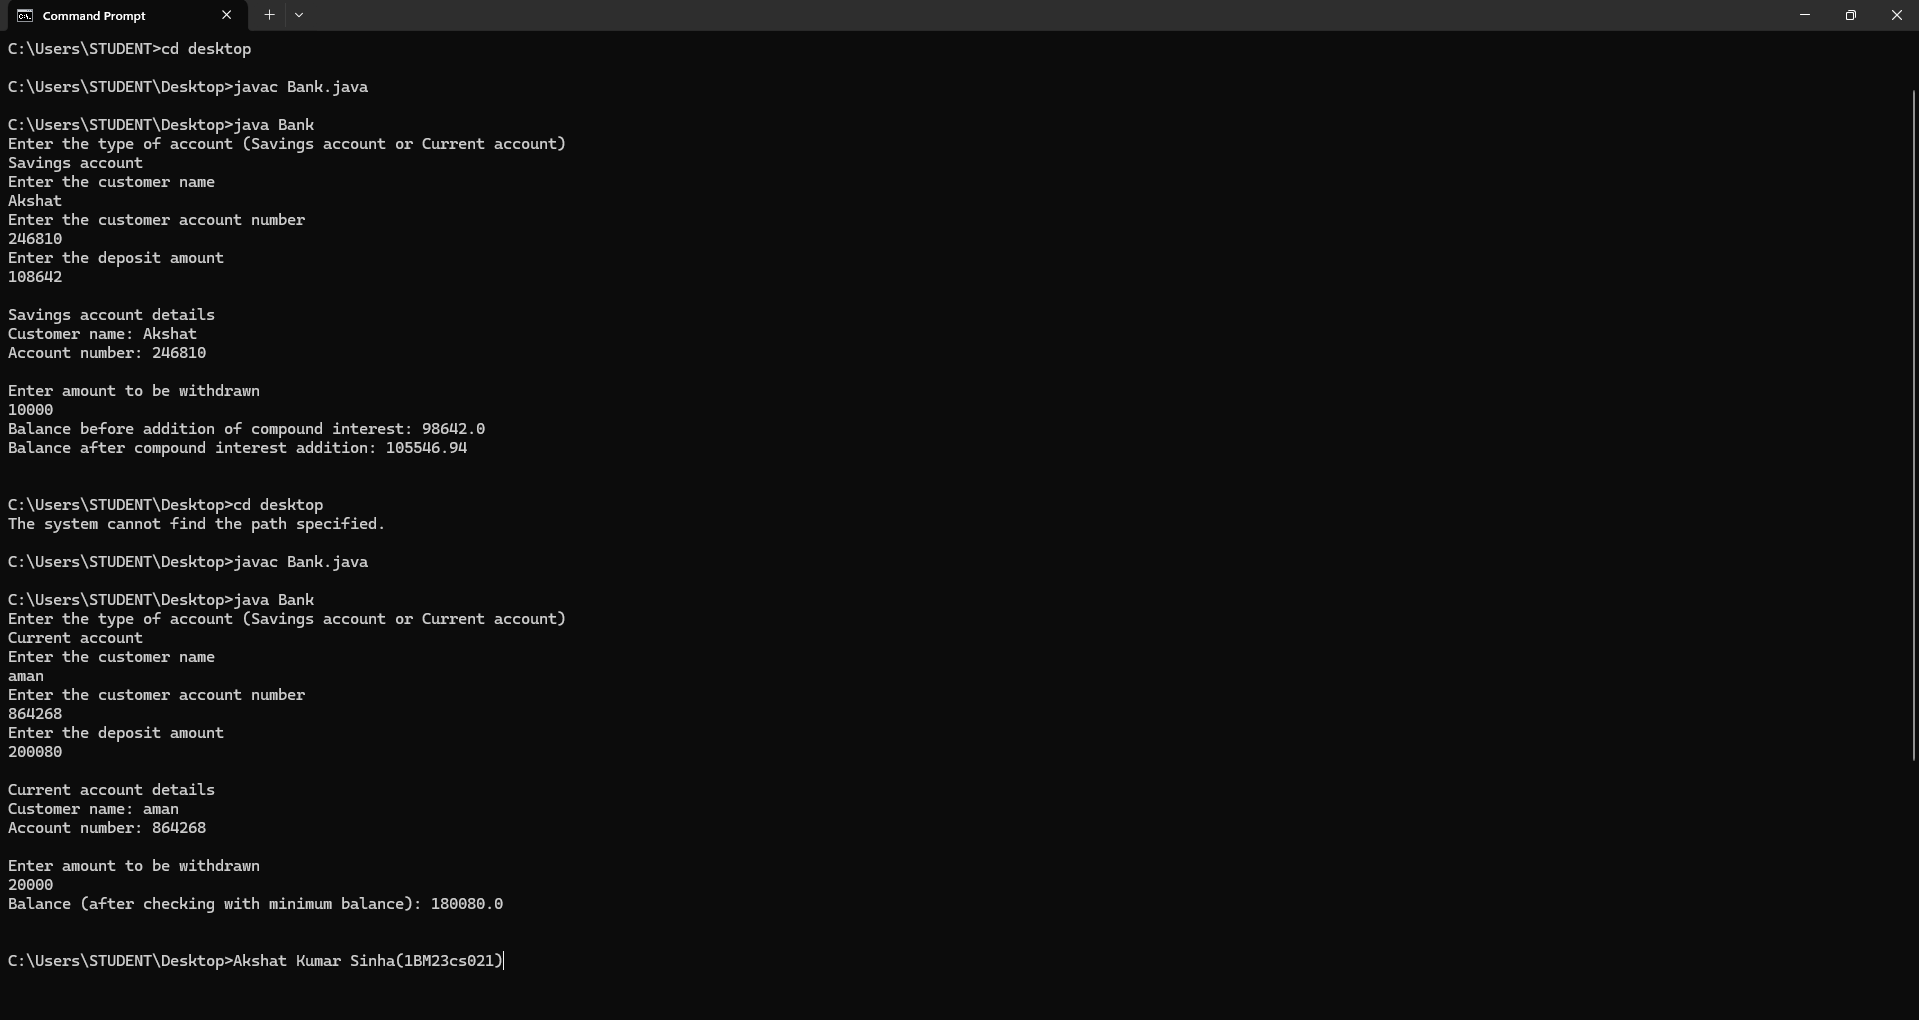 Command Prompt
C:\Users\STUDENT>cd desktop
C:\Users\STUDENT\Desktop>javac Bank.java
C:\Users\STUDENT\Desktop>java Bank
Enter the type of account (Savings account or Current account)
Savings account
Enter the customer name
Akshat
Enter the customer account number
246810
Enter the deposit amount
108642
Savings account details
Customer name: Akshat
Account number: 246810
Enter amount to be withdrawn
10000
Balance before addition of compound interest: 98642.0
Balance after compound interest addition: 105546.94
C:\Users\STUDENT\Desktop>cd desktop
The system cannot find the path specified.
C:\Users\STUDENT\Desktop>javac Bank.java
C:\Users\STUDENT\Desktop>java Bank
Enter the type of account (Savings account or Current account)
Current account
Enter the customer name
aman
Enter the customer account number
864268
Enter the deposit amount
200080
Current account details
Customer name: aman
Account number: 864268
Enter amount to be withdrawn
20000
Balance (after checking with minimum balance): 180080.0
C:\Users\STUDENT\Desktop>Akshat Kumar Sinha(1BM23cs021)